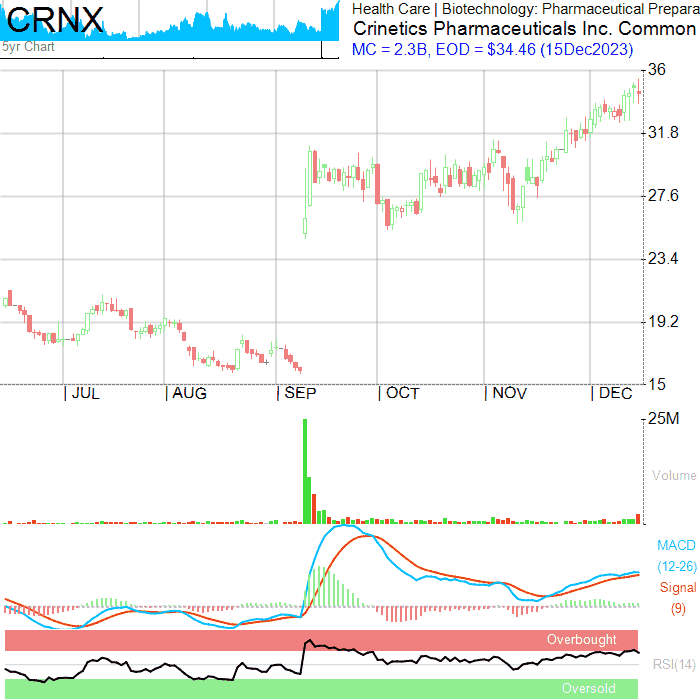 CRNX
5yr Chart
Health Care | Biotechnology: Pharmaceutical Prepara
Crinetics Pharmaceuticals Inc. Common
MC = 2.3B, EOD = $34.46 (15Dec2023)
36
31.8
27.6
23.4
19.2
15
| JUL | AUG | SEP | OCT | NOV | DEC
25M
Volume
MACD
(12-26)
Signal
(9)
Overbought
RSI(14)
Oversold